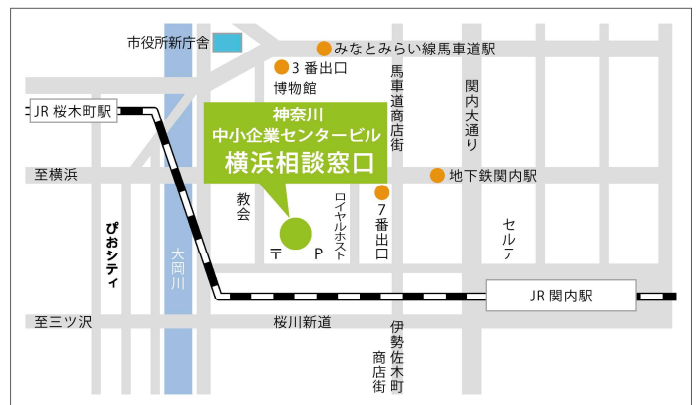 市役所新庁舎
みなとみらい線馬車道駅
3番出口
博物館
馬車道商店街
関内大通り
JR 桜木町駅
神奈川
中小企業センタービル
横浜相談窓口
至横浜
地下鉄関内駅
教会
ロイヤルホスト
7番出口
セルテ
ぴおシティ
大岡川
〒
P
JR 関内駅
至三ツ沢
桜川新道
伊勢佐木町
商店街